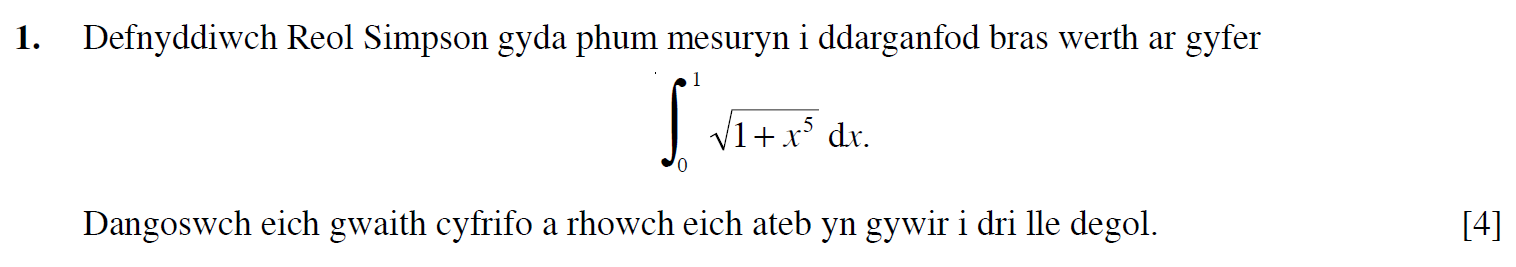 1. Defnyddiwch Reol Simpson gyda phum mesuryn i ddarganfod bras werth ar gyfer
∫₀¹ √(1 + x⁵) dx.
Dangoswch eich gwaith cyfrifo a rhowch eich ateb yn gywir i dri lle degol. [4]